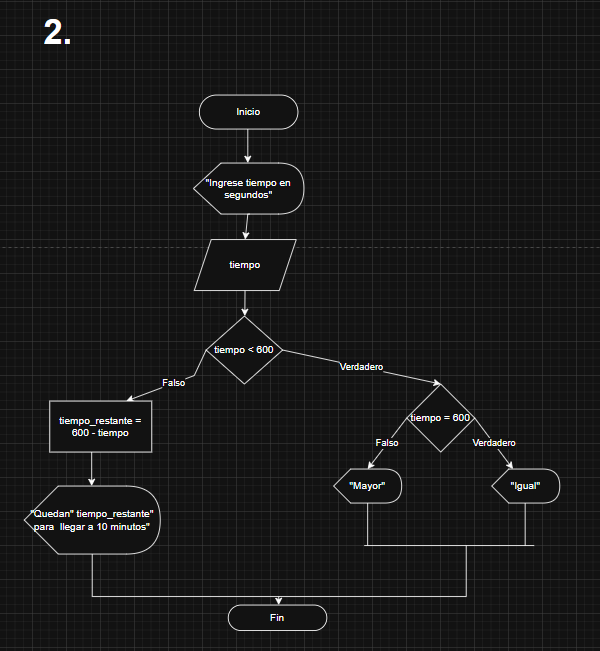 2.
Inicio
"Ingrese tiempo en
segundos"
tiempo
tiempo < 600
Falso
Verdadero
tiempo_restante =
600 - tiempo
tiempo = 600
Falso
Verdadero
"Quedan" tiempo_restante"
para llegar a 10 minutos"
"Mayor"
"Igual"
Fin